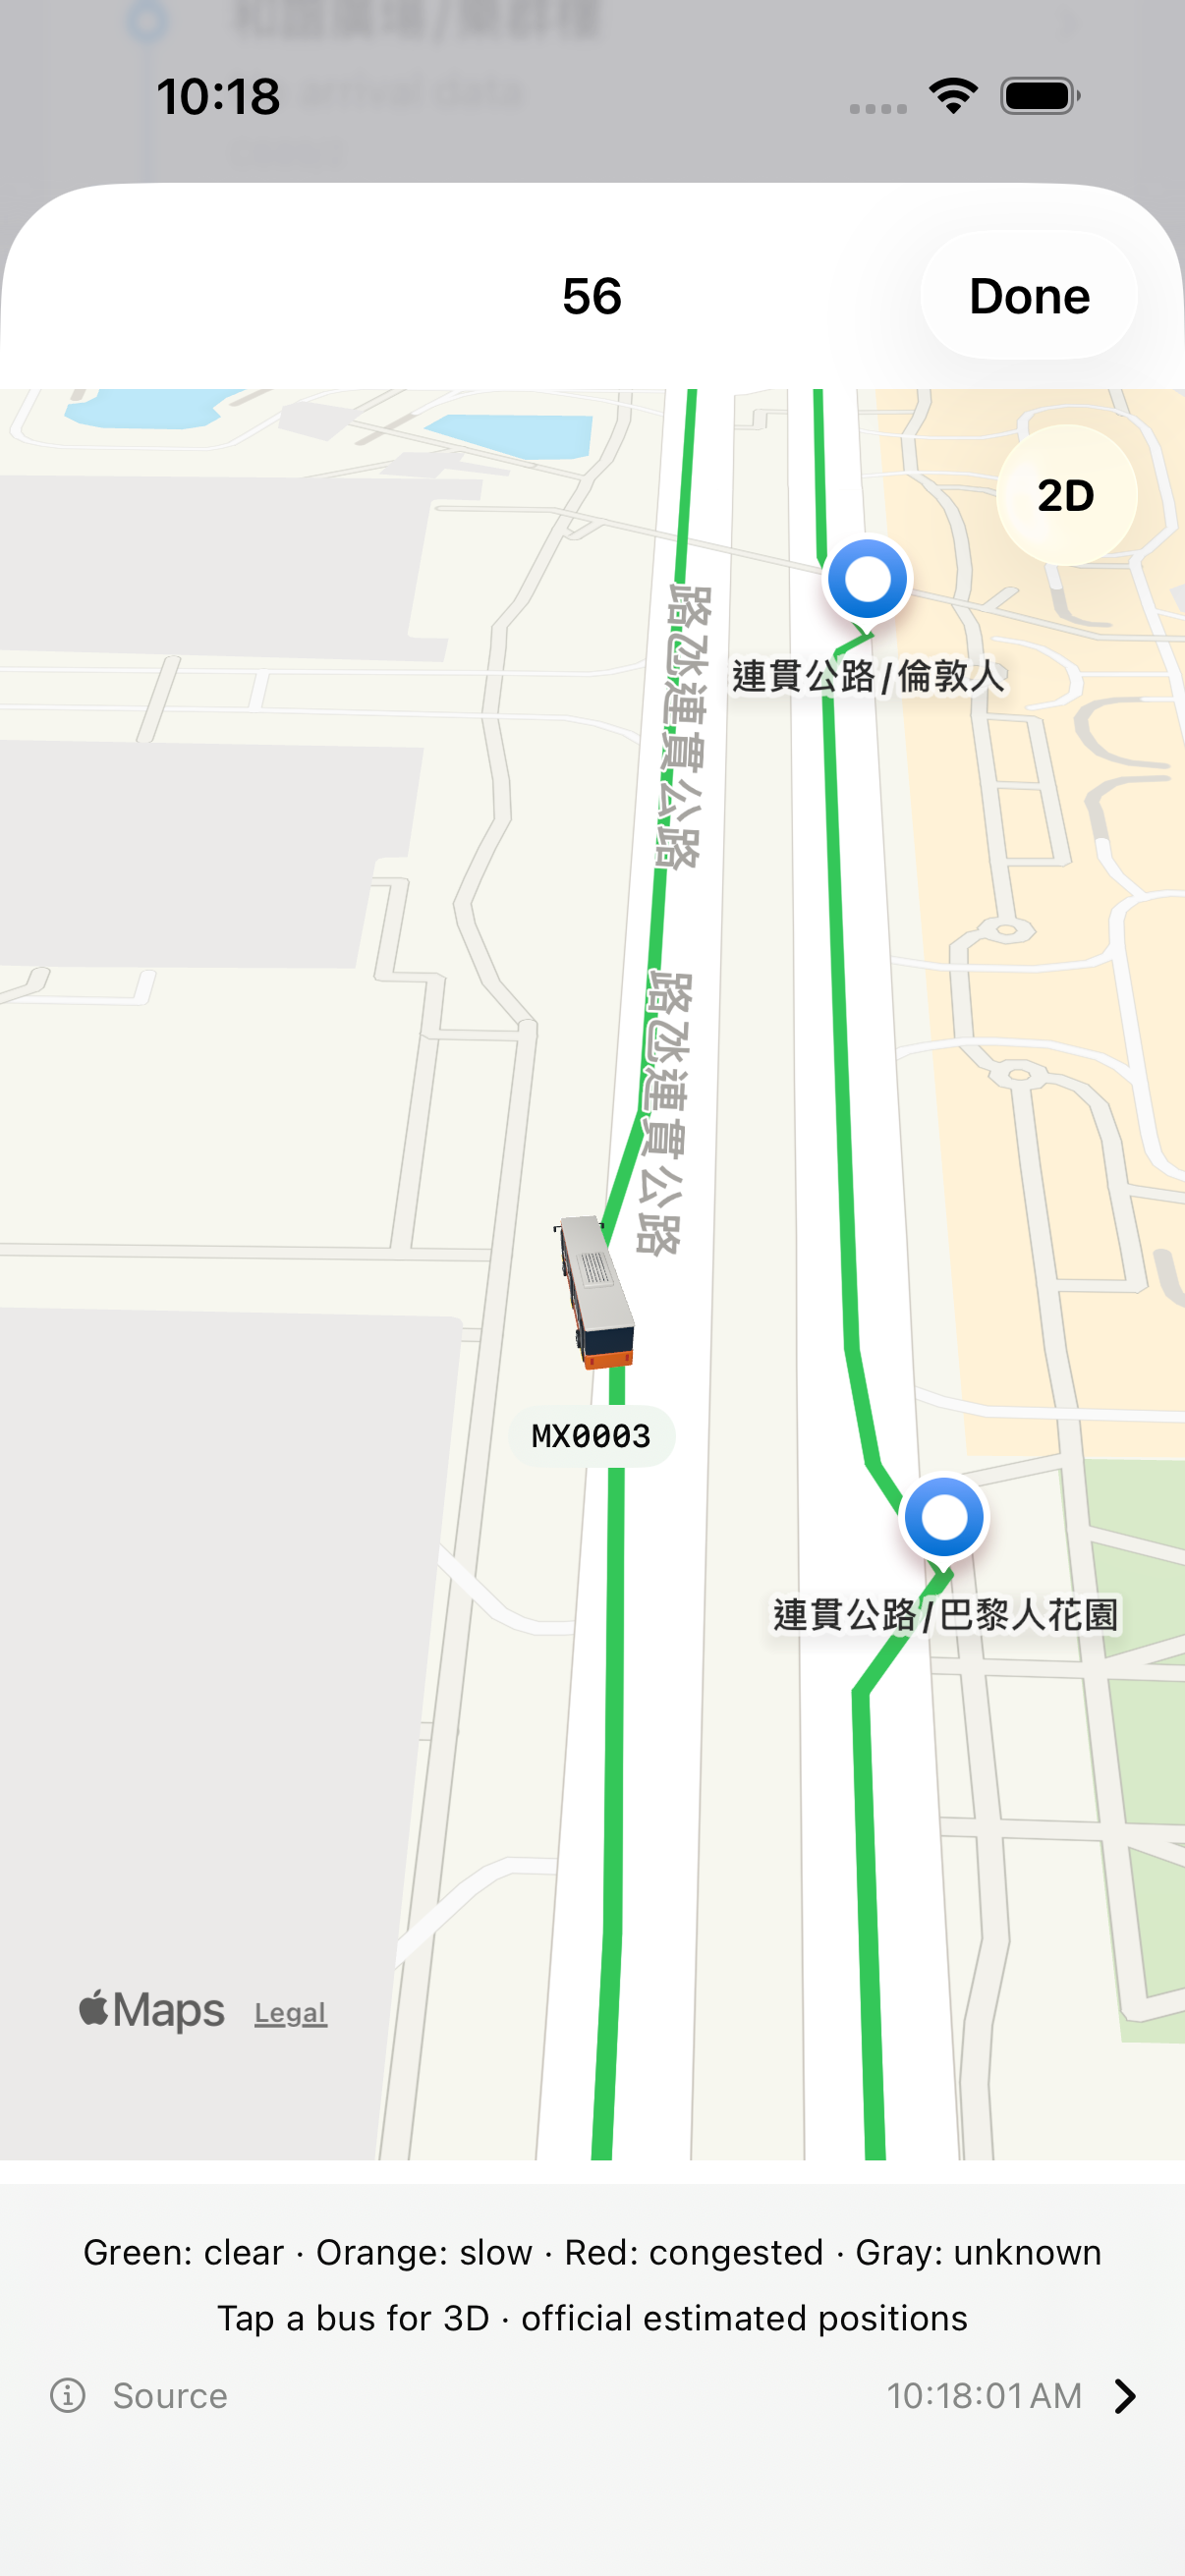 10:18
56
Done
2D
連貫公路/倫敦人
路氹連貫公路
路氹連貫公路
MX0003
連貫公路/巴黎人花園
Maps
Legal
Green: clear · Orange: slow · Red: congested · Gray: unknown
Tap a bus for 3D · official estimated positions
Source
10:18:01 AM